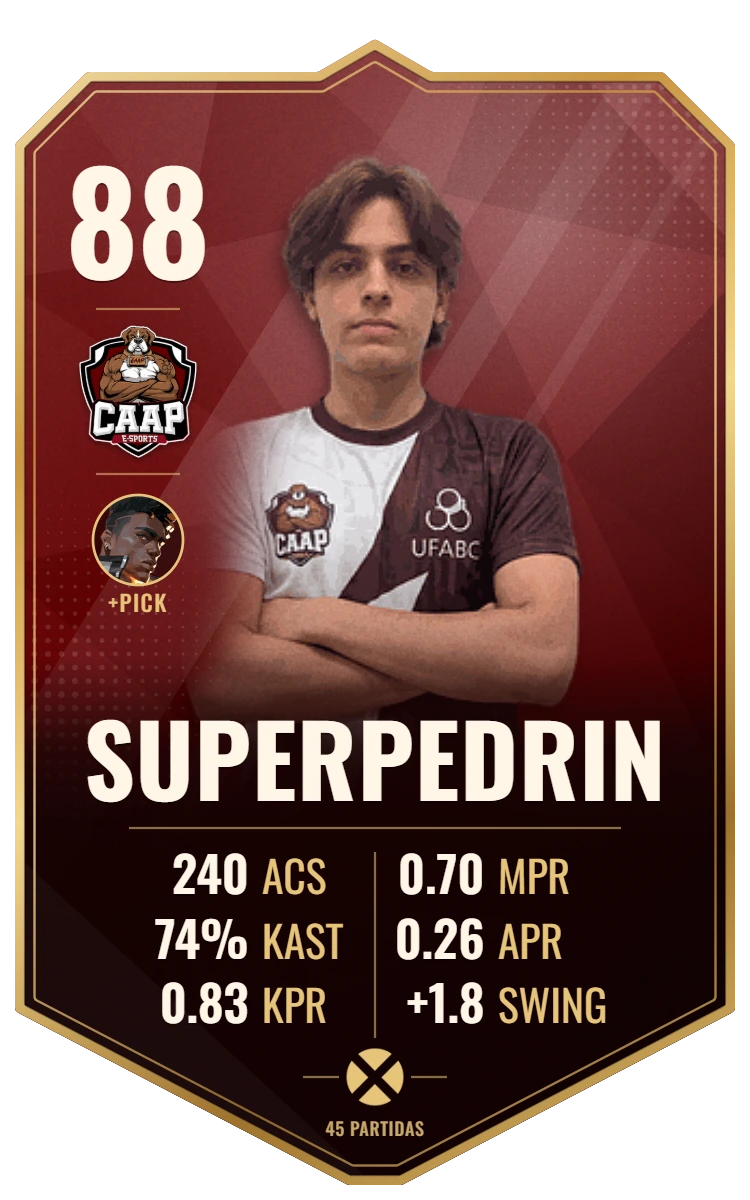 88
CAAP
E-SPORTS
+PICK
CAAP
UFABC
SUPERPEDRIN
240 ACS
74% KAST
0.83 KPR
0.70 MPR
0.26 APR
+1.8 SWING
45 PARTIDAS